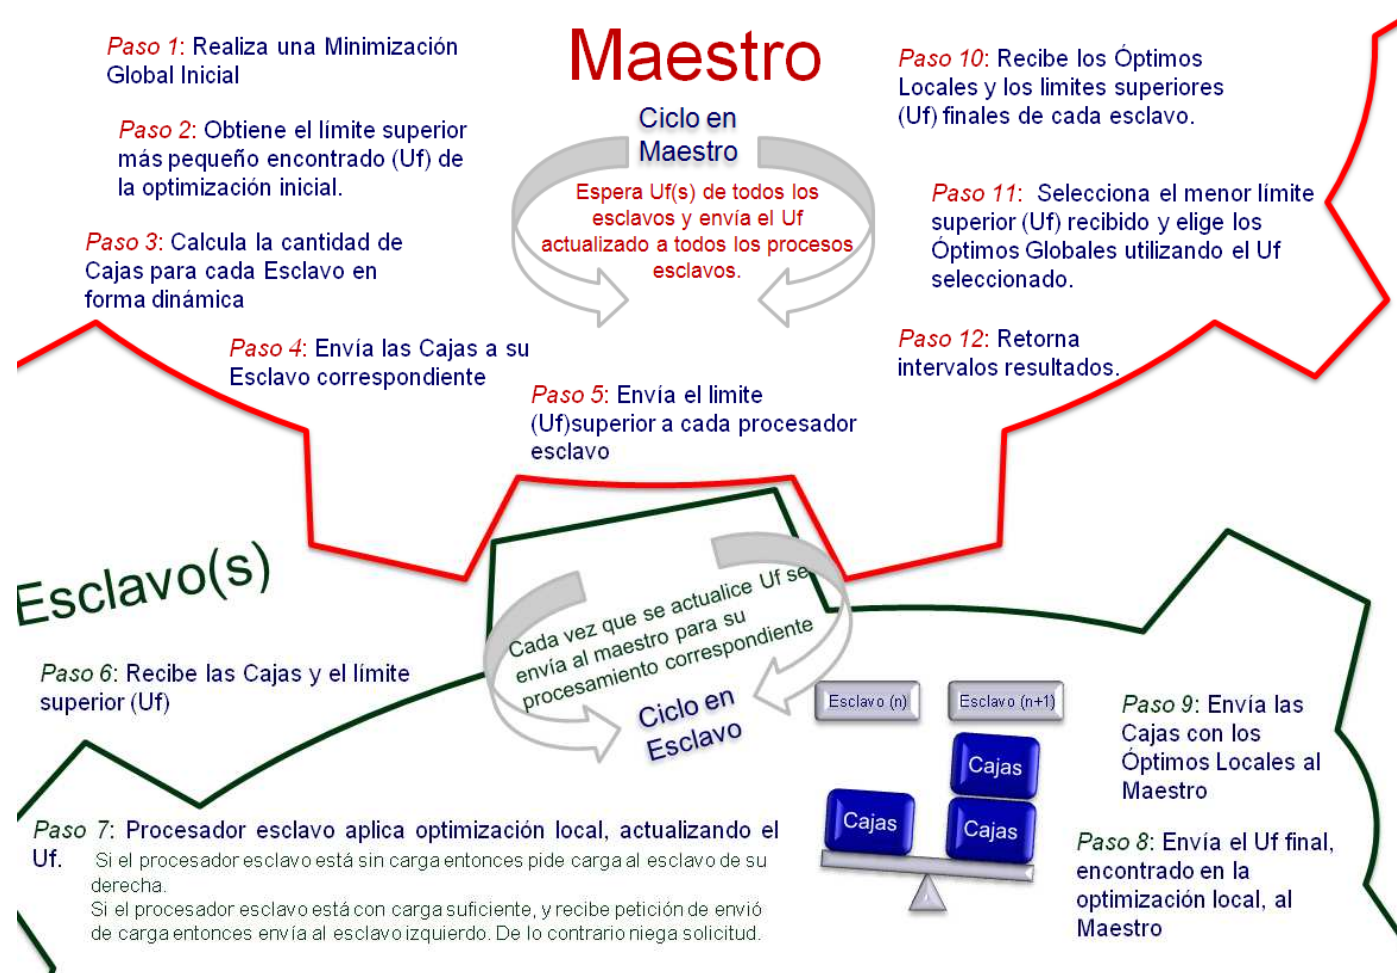 Maestro
Paso 1: Realiza una Minimización
Global Inicial
Paso 2: Obtiene el límite superior
más pequeño encontrado (Uf) de
la optimización inicial.
Paso 3: Calcula la cantidad de
Cajas para cada Esclavo en
forma dinámica
Paso 4: Envía las Cajas a su
Esclavo correspondiente
Paso 5: Envía el limite
(Uf)superior a cada procesador
esclavo
Ciclo en
Maestro
Espera Uf(s) de todos los
esclavos y envía el Uf
actualizado a todos los procesos
esclavos.
Paso 10: Recibe los Óptimos
Locales y los limites superiores
(Uf) finales de cada esclavo.
Paso 11: Selecciona el menor límite
superior (Uf) recibido y elige los
Óptimos Globales utilizando el Uf
seleccionado.
Paso 12: Retorna
intervalos resultados.
Esclavo(s)
Paso 6: Recibe las Cajas y el límite
superior (Uf)
Cada vez que se actualice Uf se
envía al maestro para su
procesamiento correspondiente
Ciclo en
Esclavo
Paso 7: Procesador esclavo aplica optimización local, actualizando el
Uf. Si el procesador esclavo está sin carga entonces pide carga al esclavo de su
derecha.
Si el procesador esclavo está con carga suficiente, y recibe petición de envió
de carga entonces envía al esclavo izquierdo. De lo contrario niega solicitud.
Esclavo (n)
Esclavo (n+1)
Cajas
Cajas
Cajas
Paso 9: Envía las
Cajas con los
Óptimos Locales al
Maestro
Paso 8: Envía el Uf final,
encontrado en la
optimización local, al
Maestro